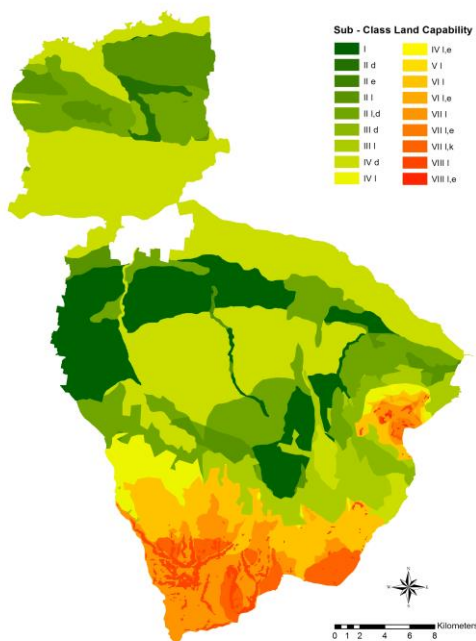 Sub - Class Land Capability
I
II d
II e
II l
II l,d
III d
III l
IV d
IV l
IV l,e
V l
VI l
VI l,e
VII l
VII l,e
VII l,k
VIII l
VIII l,e
Kilometers
0 1 2 4 6 8